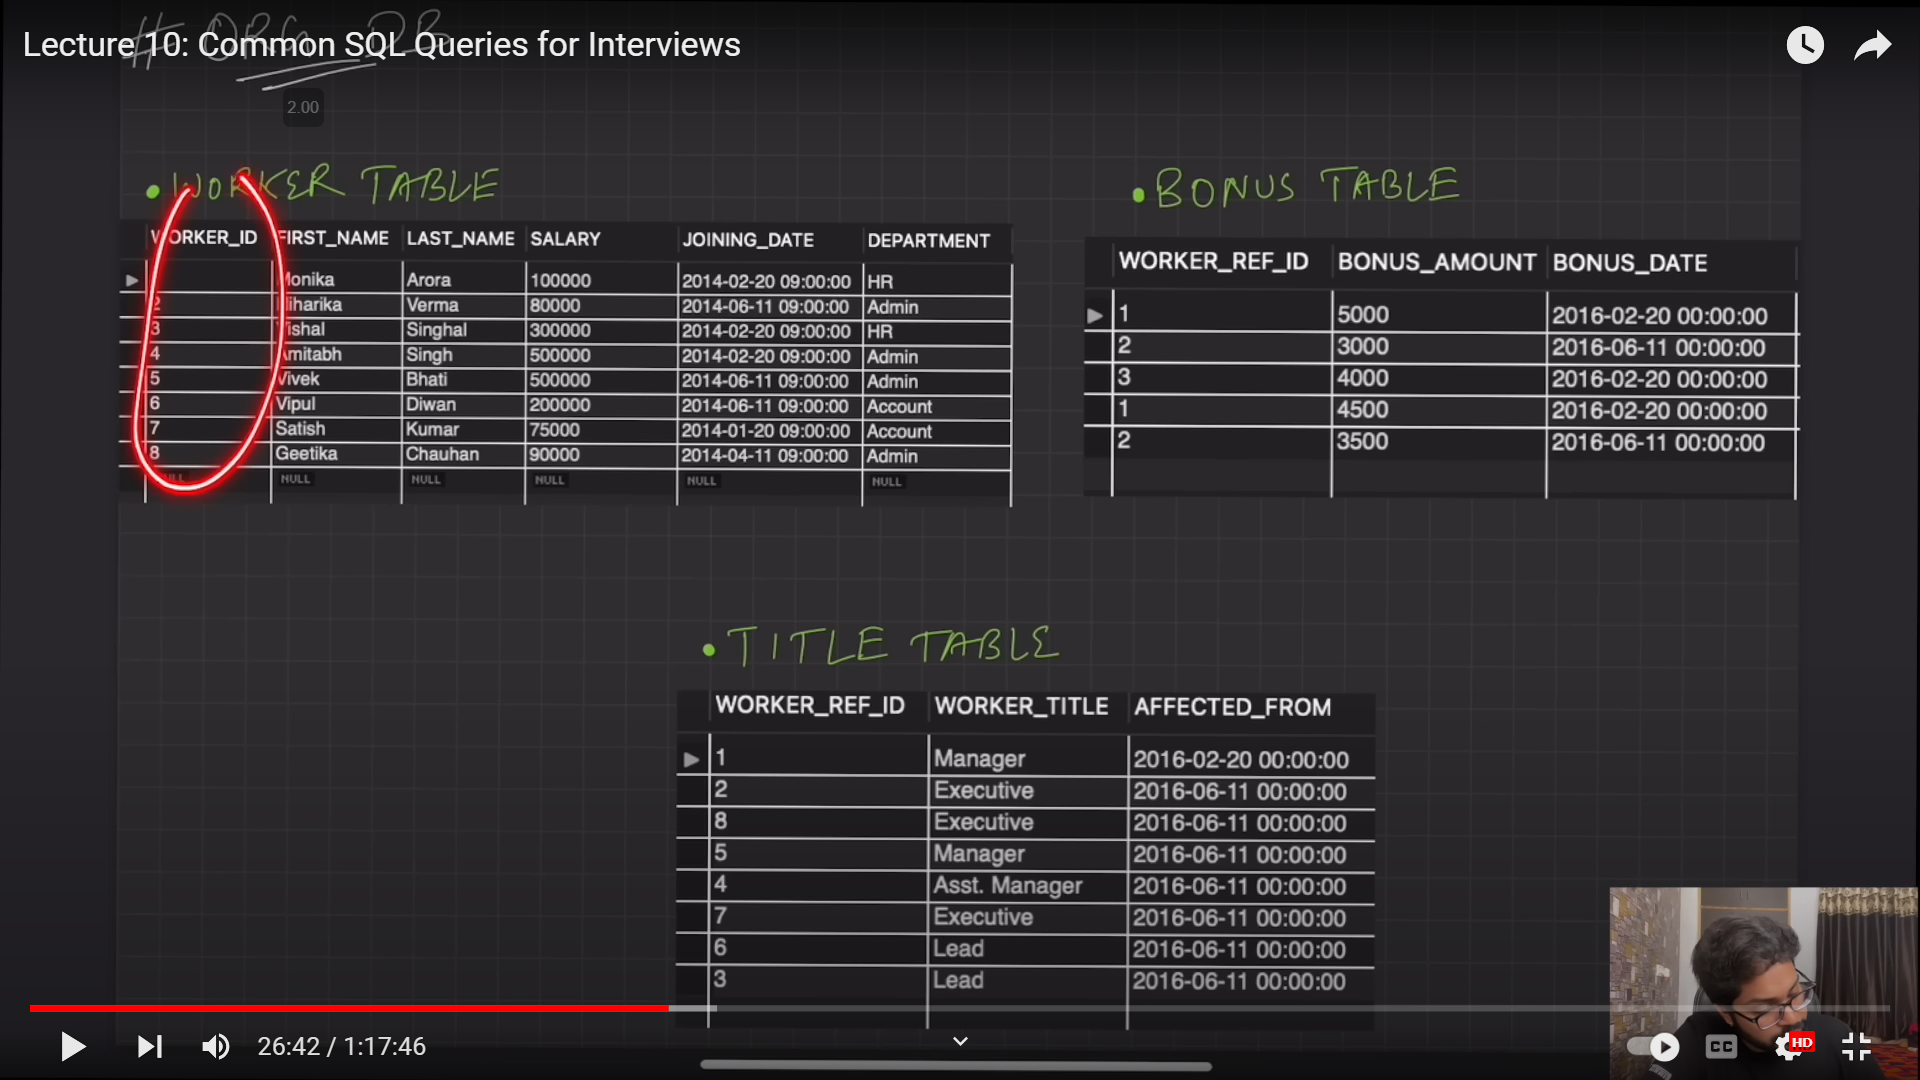 # ORG DB
Lecture 10: Common SQL Queries for Interviews
2.00
• WORKER TABLE
WORKER_ID FIRST_NAME LAST_NAME SALARY JOINING_DATE DEPARTMENT
Monika Arora 100000 2014-02-20 09:00:00 HR
2 Niharika Verma 80000 2014-06-11 09:00:00 Admin
3 Vishal Singhal 300000 2014-02-20 09:00:00 HR
4 Amitabh Singh 500000 2014-02-20 09:00:00 Admin
5 Vivek Bhati 500000 2014-06-11 09:00:00 Admin
6 Vipul Diwan 200000 2014-06-11 09:00:00 Account
7 Satish Kumar 75000 2014-01-20 09:00:00 Account
8 Geetika Chauhan 90000 2014-04-11 09:00:00 Admin
NULL NULL NULL NULL NULL NULL
• BONUS TABLE
WORKER_REF_ID BONUS_AMOUNT BONUS_DATE
1 5000 2016-02-20 00:00:00
2 3000 2016-06-11 00:00:00
3 4000 2016-02-20 00:00:00
1 4500 2016-02-20 00:00:00
2 3500 2016-06-11 00:00:00
• TITLE TABLE
WORKER_REF_ID WORKER_TITLE AFFECTED_FROM
1 Manager 2016-02-20 00:00:00
2 Executive 2016-06-11 00:00:00
8 Executive 2016-06-11 00:00:00
5 Manager 2016-06-11 00:00:00
4 Asst. Manager 2016-06-11 00:00:00
7 Executive 2016-06-11 00:00:00
6 Lead 2016-06-11 00:00:00
3 Lead 2016-06-11 00:00:00
26:42 / 1:17:46
CC
HD